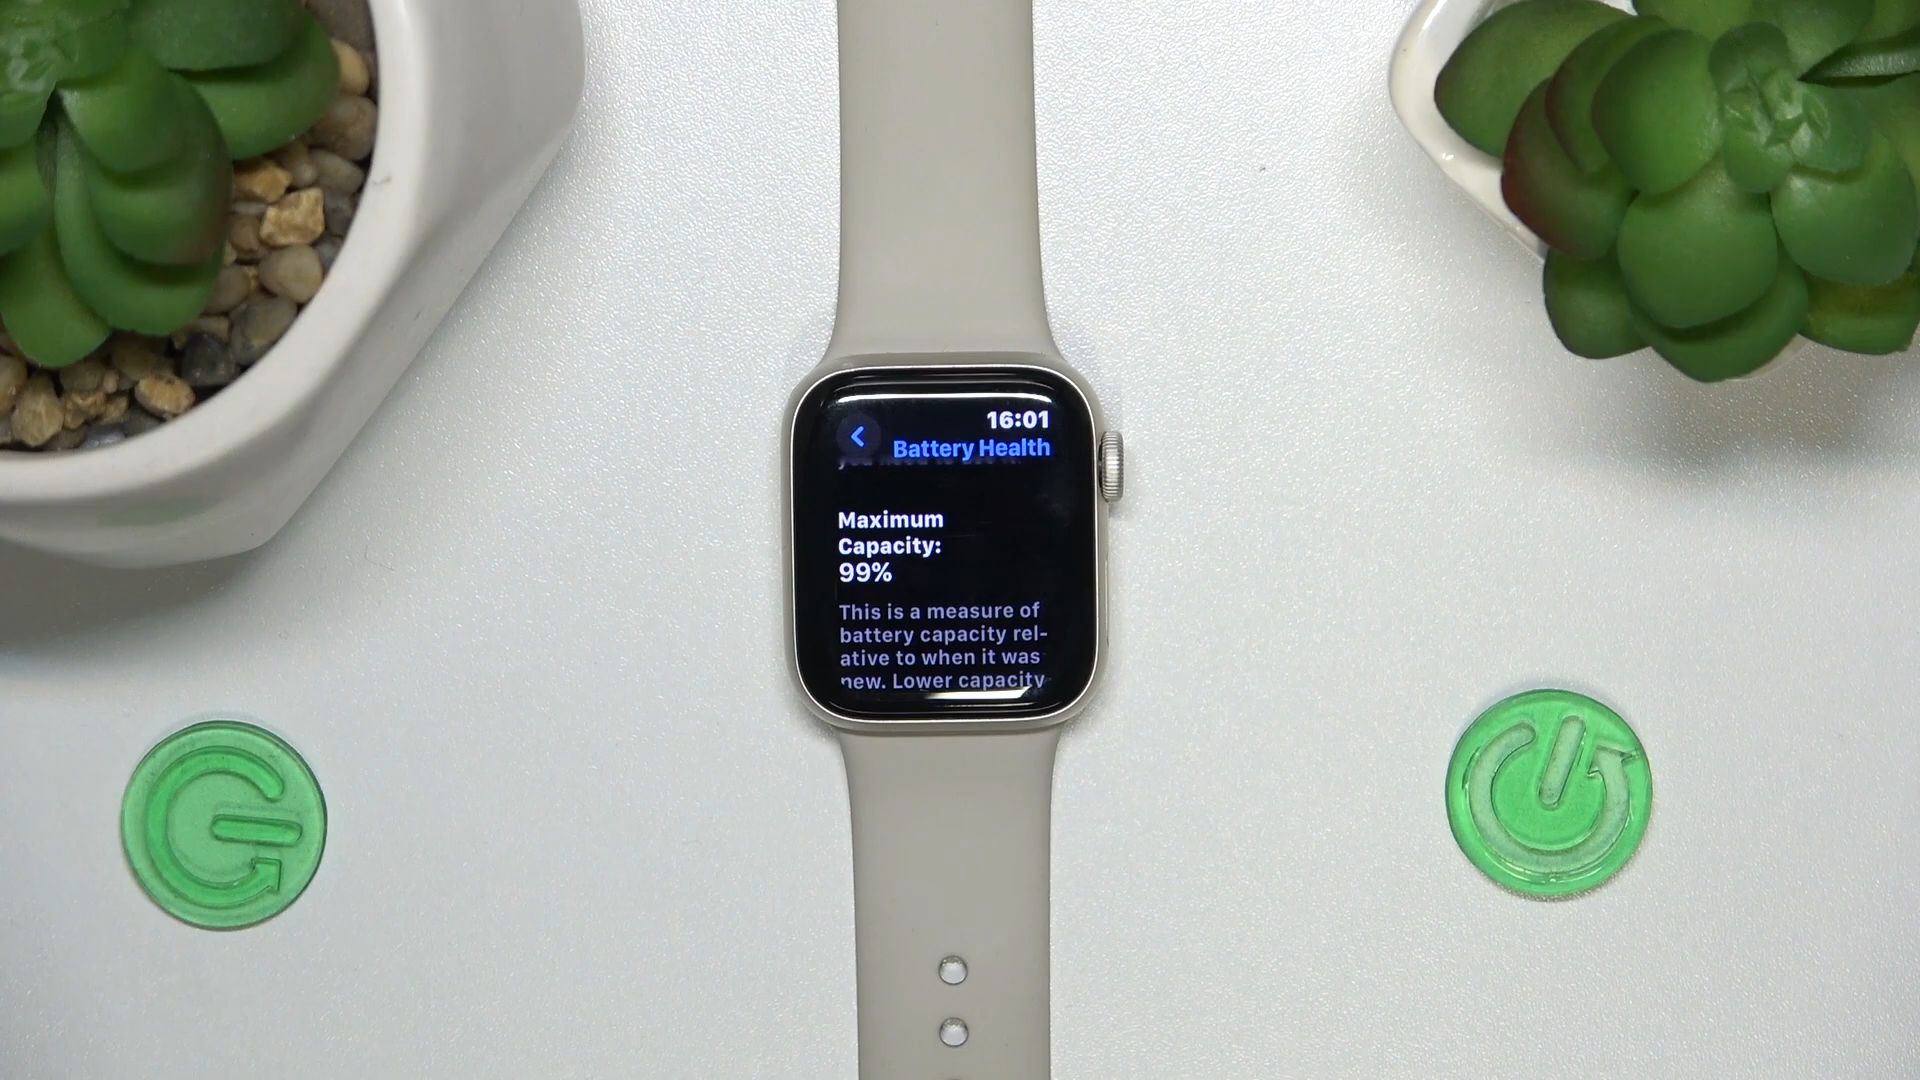 16:01
Battery Health
Maximum
Capacity:
99%
This is a measure of
battery capacity rel-
ative to when it was
new. Lower capacity